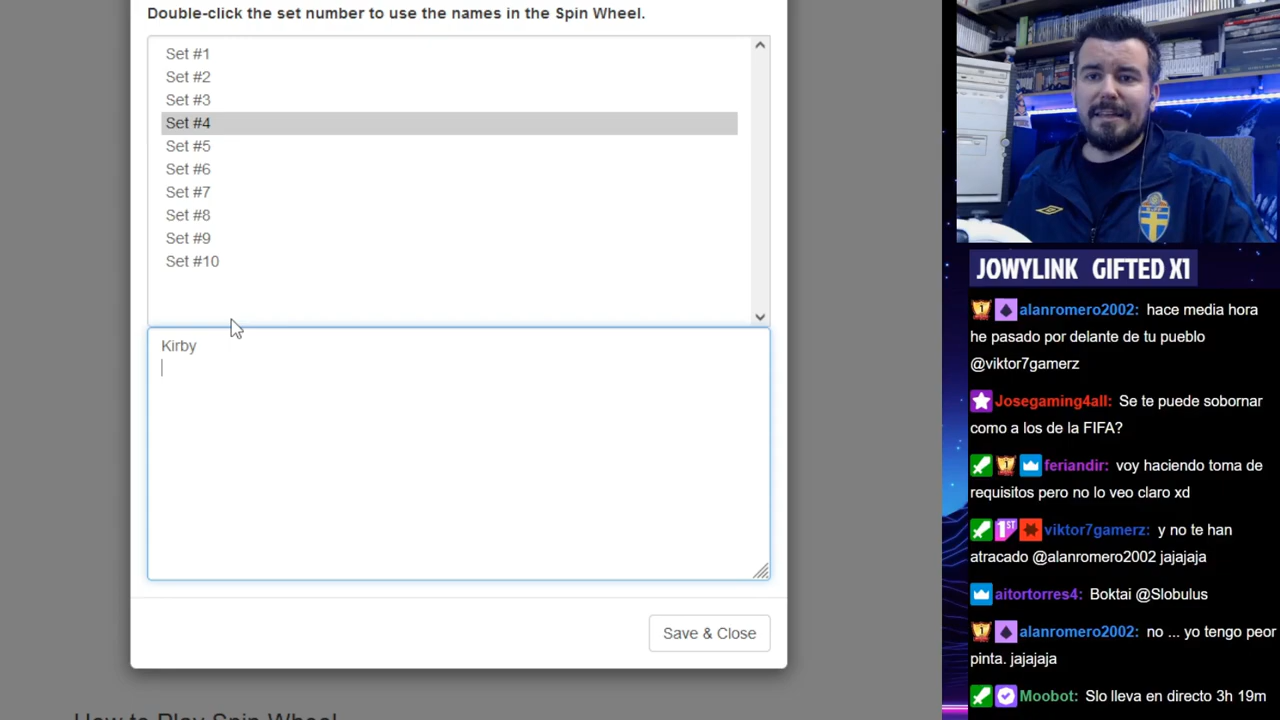 Double-click the set number to use the names in the Spin Wheel.
Set #1
Set #2
Set #3
Set #4
Set #5
Set #6
Set #7
Set #8
Set #9
Set #10
Kirby
Save & Close
How to Play Spin Wheel
JOWYLINK GIFTED X1
alanromero2002: hace media hora
he pasado por delante de tu pueblo
@viktor7gamerz
Josegaming4all: Se te puede sobornar
como a los de la FIFA?
feriandir: voy haciendo toma de
requisitos pero no lo veo claro xd
1ST viktor7gamerz: y no te han
atracado @alanromero2002 jajajaja
aitortorres4: Boktai @Slobulus
alanromero2002: no ... yo tengo peor
pinta. jajajaja
Moobot: Slo lleva en directo 3h 19m